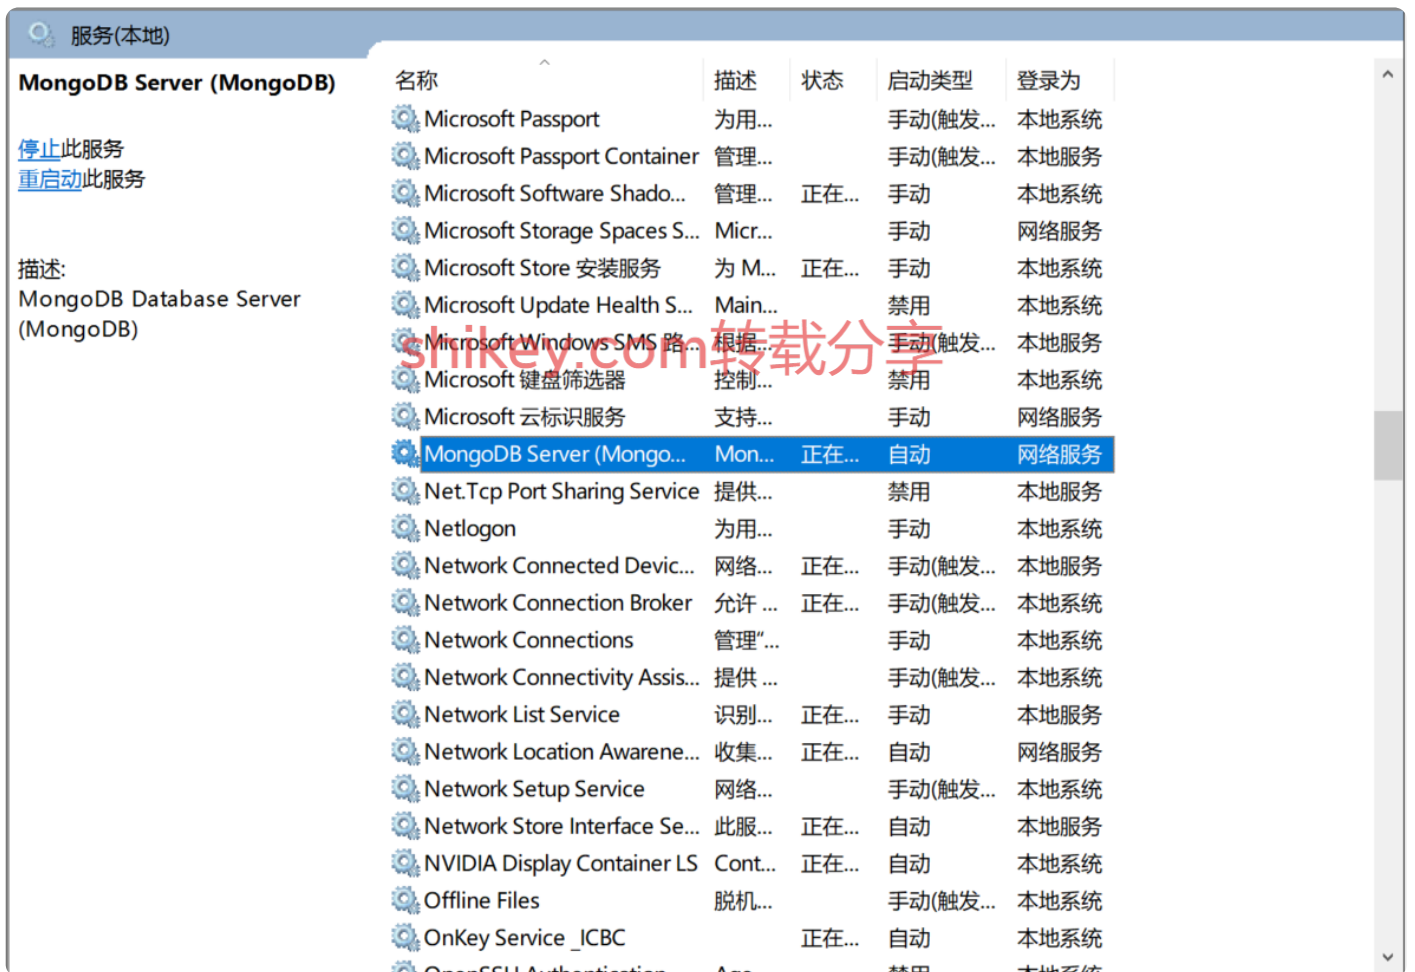 服务(本地)
MongoDB Server (MongoDB)
停止此服务
重启动此服务
描述:
MongoDB Database Server
(MongoDB)
名称 描述 状态 启动类型 登录为
Microsoft Passport 为用... 手动(触发... 本地系统
Microsoft Passport Container 管理... 手动(触发... 本地服务
Microsoft Software Shado... 管理... 正在... 手动 本地系统
Microsoft Storage Spaces S... Micr... 手动 网络服务
Microsoft Store 安装服务 为 M... 正在... 手动 本地系统
Microsoft Update Health S... Main... 禁用 本地系统
Microsoft Windows SMS 路... 根据... 手动(触发... 本地系统
shikey.com转载分享
Microsoft 键盘筛选器 控制... 禁用 本地系统
Microsoft 云标识服务 支持... 手动 网络服务
MongoDB Server (Mongo... Mon... 正在... 自动 网络服务
Net.Tcp Port Sharing Service 提供... 禁用 本地服务
Netlogon 为用... 手动 本地系统
Network Connected Devic... 网络... 正在... 手动(触发... 本地服务
Network Connection Broker 允许 ... 正在... 手动(触发... 本地系统
Network Connections 管理“... 手动 本地系统
Network Connectivity Assis... 提供 ... 手动(触发... 本地系统
Network List Service 识别... 正在... 手动 本地服务
Network Location Awarene... 收集... 正在... 自动 网络服务
Network Setup Service 网络... 手动(触发... 本地系统
Network Store Interface Se... 此服... 正在... 自动 本地服务
NVIDIA Display Container LS Cont... 正在... 自动 本地系统
Offline Files 脱机... 手动(触发... 本地系统
OnKey Service _ICBC 正在... 自动 本地系统
OpenSSH Authentication 禁用 本地系统